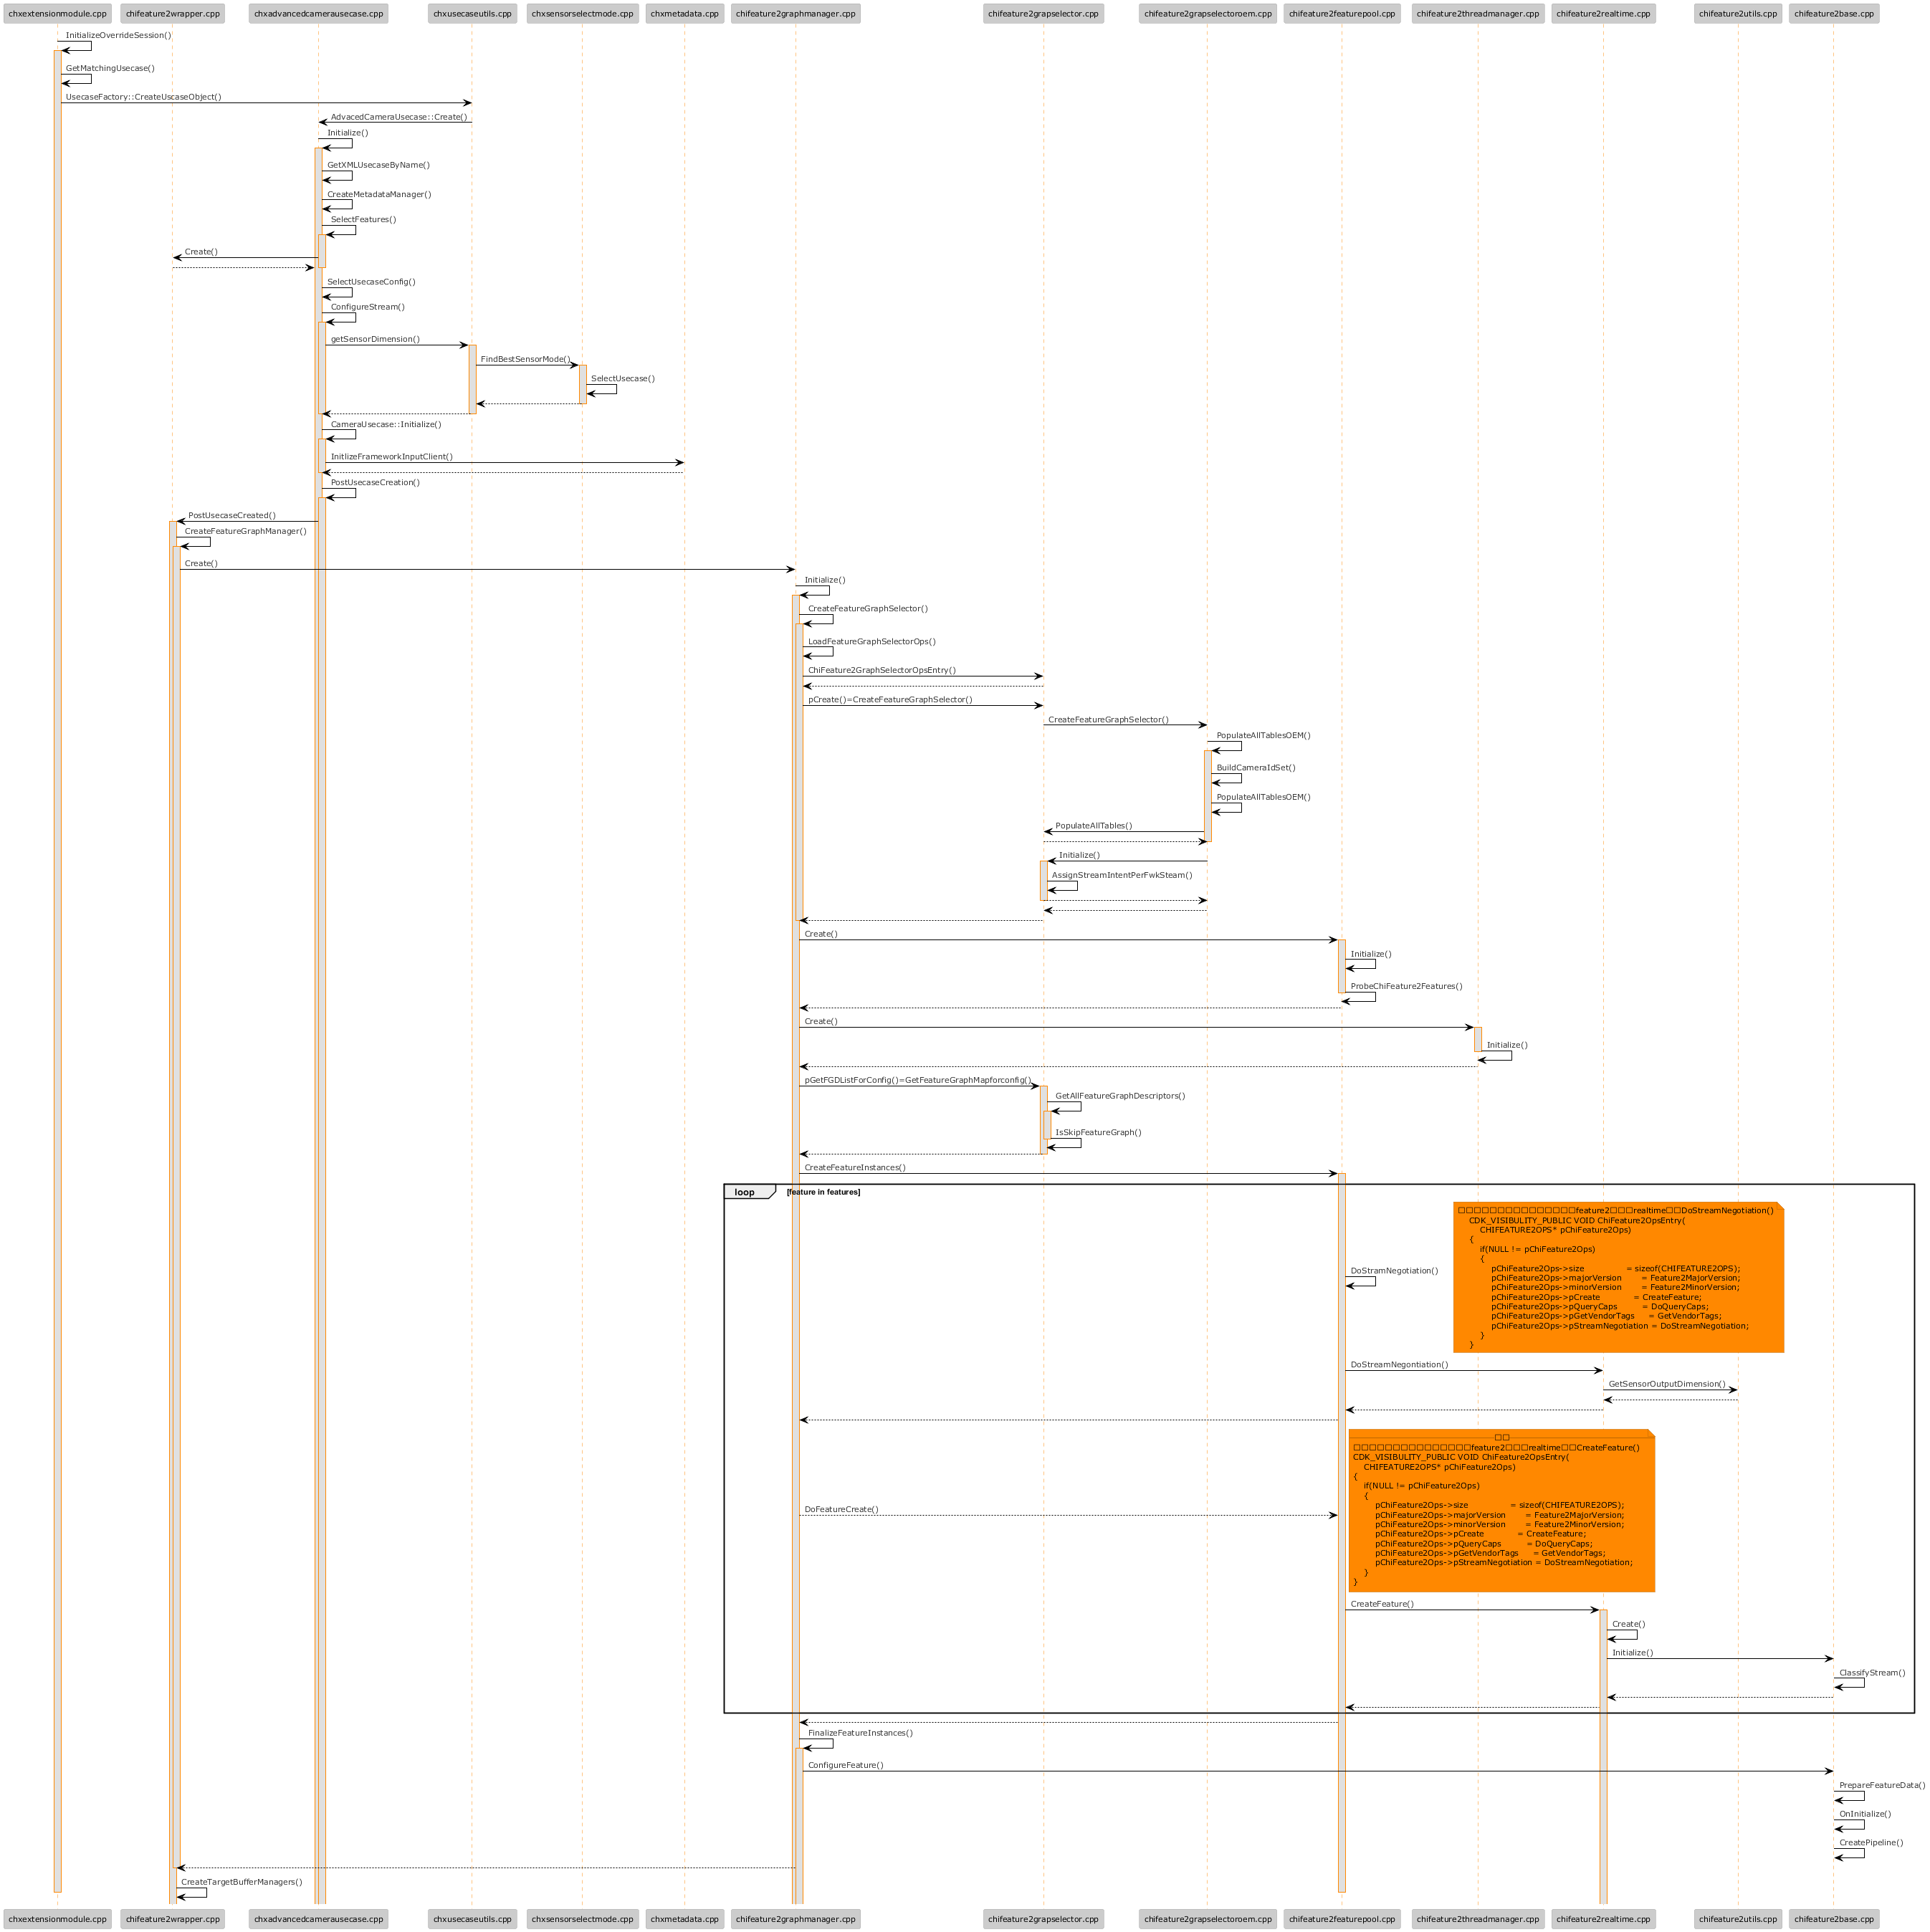 chxextensionmodule.cpp
chifeature2wrapper.cpp
chxadvancedcamerausecase.cpp
chxusecaseutils.cpp
chxsensorselectmode.cpp
chxmetadata.cpp
chifeature2graphmanager.cpp
chifeature2grapselector.cpp
chifeature2grapselectoroem.cpp
chifeature2featurepool.cpp
chifeature2threadmanager.cpp
chifeature2realtime.cpp
chifeature2utils.cpp
chifeature2base.cpp
InitializeOverrideSession()
GetMatchingUsecase()
UsecaseFactory::CreateUscaseObject()
AdvacedCameraUsecase::Create()
Initialize()
GetXMLUsecaseByName()
CreateMetadataManager()
SelectFeatures()
Create()
SelectUsecaseConfig()
ConfigureStream()
getSensorDimension()
FindBestSensorMode()
SelectUsecase()
CameraUsecase::Initialize()
InitlizeFrameworkInputClient()
PostUsecaseCreation()
PostUsecaseCreated()
CreateFeatureGraphManager()
Create()
Initialize()
CreateFeatureGraphSelector()
LoadFeatureGraphSelectorOps()
ChiFeature2GraphSelectorOpsEntry()
pCreate()=CreateFeatureGraphSelector()
CreateFeatureGraphSelector()
PopulateAllTablesOEM()
BuildCameraIdSet()
PopulateAllTablesOEM()
PopulateAllTables()
Initialize()
AssignStreamIntentPerFwkSteam()
Create()
Initialize()
ProbeChiFeature2Features()
Create()
Initialize()
pGetFGDListForConfig()=GetFeatureGraphMapforconfig()
GetAllFeatureGraphDescriptors()
IsSkipFeatureGraph()
CreateFeatureInstances()
loop [feature in features]
feature2 realtime DoStreamNegotiation()
CDK_VISIBULITY_PUBLIC VOID ChiFeature2OpsEntry(
CHIFEATURE2OPS* pChiFeature2Ops)
{
if(NULL != pChiFeature2Ops)
{
pChiFeature2Ops->size = sizeof(CHIFEATURE2OPS);
pChiFeature2Ops->majorVersion = Feature2MajorVersion;
pChiFeature2Ops->minorVersion = Feature2MinorVersion;
pChiFeature2Ops->pCreate = CreateFeature;
pChiFeature2Ops->pQueryCaps = DoQueryCaps;
pChiFeature2Ops->pGetVendorTags = GetVendorTags;
pChiFeature2Ops->pStreamNegotiation = DoStreamNegotiation;
}
}
DoStramNegotiation()
DoStreamNegontiation()
GetSensorOutputDimension()
feature2 realtime CreateFeature()
CDK_VISIBULITY_PUBLIC VOID ChiFeature2OpsEntry(
CHIFEATURE2OPS* pChiFeature2Ops)
{
if(NULL != pChiFeature2Ops)
{
pChiFeature2Ops->size = sizeof(CHIFEATURE2OPS);
pChiFeature2Ops->majorVersion = Feature2MajorVersion;
pChiFeature2Ops->minorVersion = Feature2MinorVersion;
pChiFeature2Ops->pCreate = CreateFeature;
pChiFeature2Ops->pQueryCaps = DoQueryCaps;
pChiFeature2Ops->pGetVendorTags = GetVendorTags;
pChiFeature2Ops->pStreamNegotiation = DoStreamNegotiation;
}
}
DoFeatureCreate()
CreateFeature()
Create()
Initialize()
ClassifyStream()
FinalizeFeatureInstances()
ConfigureFeature()
PrepareFeatureData()
OnInitialize()
CreatePipeline()
CreateTargetBufferManagers()
chxextensionmodule.cpp
chifeature2wrapper.cpp
chxadvancedcamerausecase.cpp
chxusecaseutils.cpp
chxsensorselectmode.cpp
chxmetadata.cpp
chifeature2graphmanager.cpp
chifeature2grapselector.cpp
chifeature2grapselectoroem.cpp
chifeature2featurepool.cpp
chifeature2threadmanager.cpp
chifeature2realtime.cpp
chifeature2utils.cpp
chifeature2base.cpp